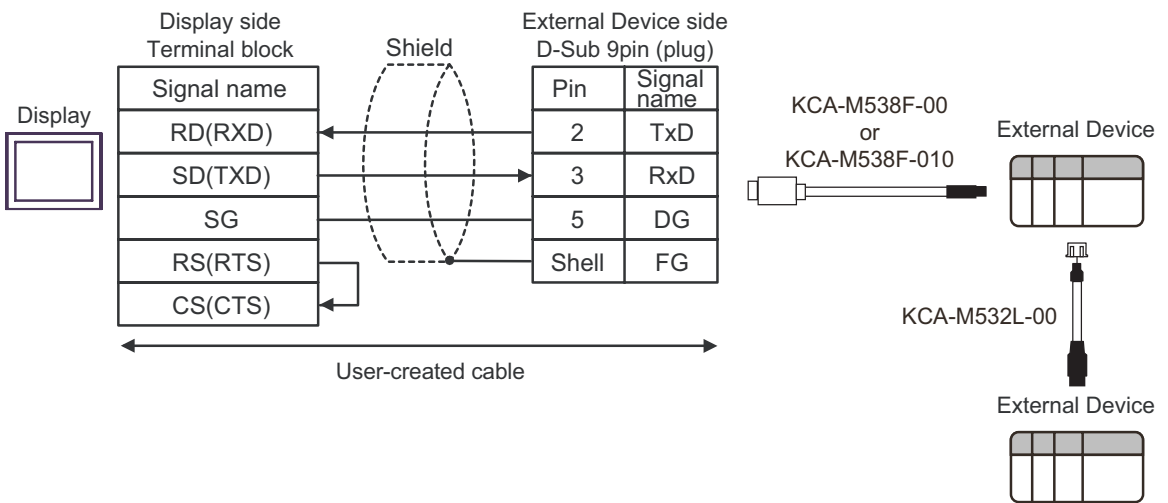 Display side
Terminal block
Shield
External Device side
D-Sub 9pin (plug)
Display
Signal name
Pin
Signal name
RD(RXD)
2
TxD
SD(TXD)
3
RxD
SG
5
DG
RS(RTS)
Shell
FG
CS(CTS)
User-created cable
KCA-M538F-00
or
KCA-M538F-010
External Device
KCA-M532L-00
External Device